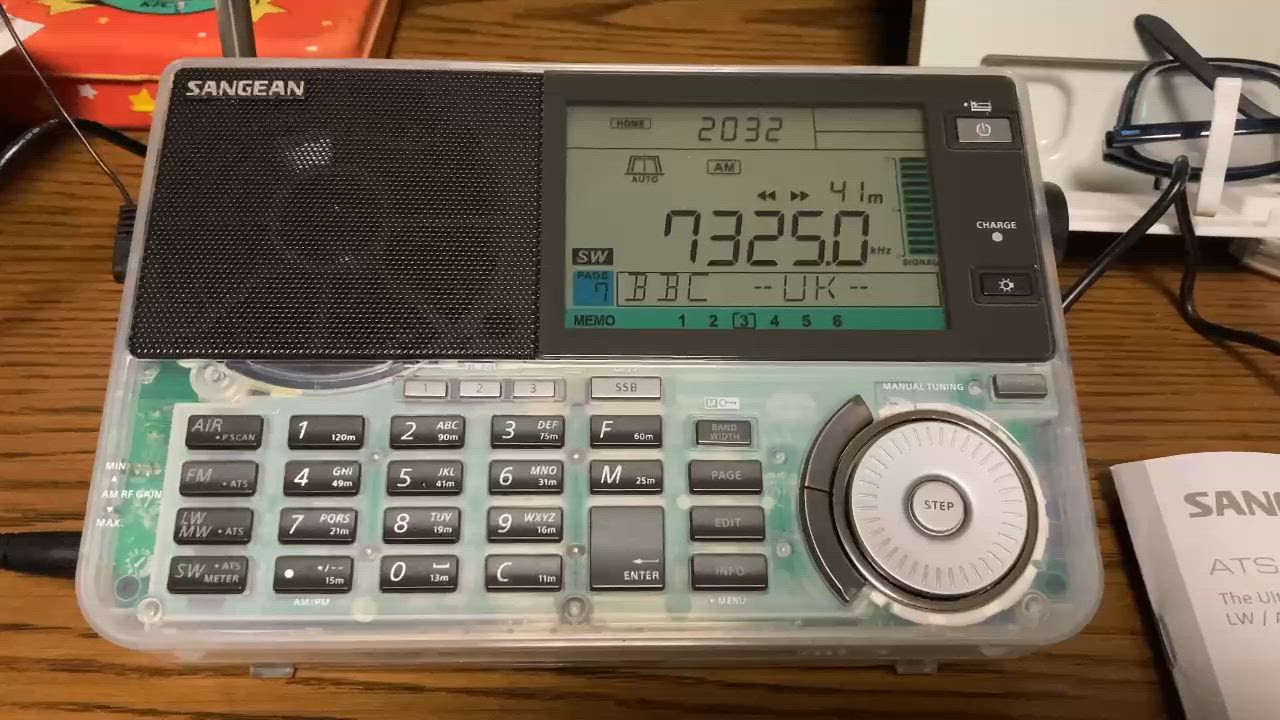 SANGEAN
HOME 2032
AUTO AM
41m
7325.0 kHz
SW
SIGNAL
PAGE
7
BBC --UK--
MEMO 1 2 [3] 4 5 6
CHARGE
TIMER
1 2 3
SSB
MANUAL TUNING
AIR
1 120m
2 ABC 90m
3 DEF 75m
F 60m
BAND WIDTH
FM • ATS
4 GHI 49m
5 JKL 41m
6 MNO 31m
M 25m
PAGE
MIN
AM RF GAIN
MAX.
LW
MW • ATS
7 PQRS 21m
8 TUV 19m
9 WXYZ 16m
EDIT
STEP
SW • ATS
METER
• */-- 15m
0 13m
C 11m
ENTER
INFO
AM/PM
• MENU
SANG
ATS
The Ul
LW /